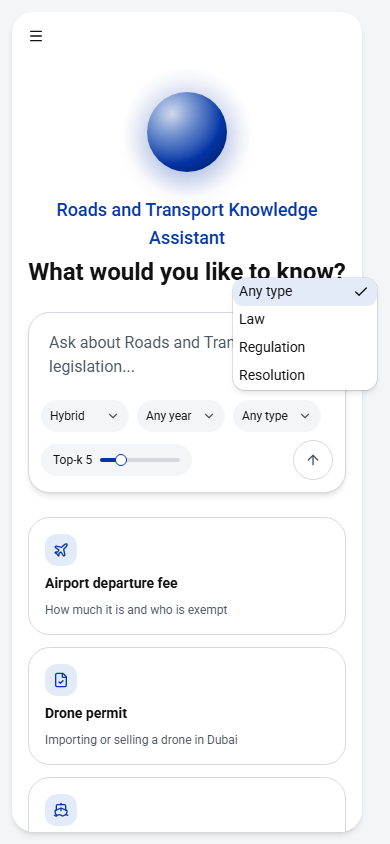 Roads and Transport Knowledge
Assistant
What would you like to know?
Any type
Law
Regulation
Resolution
Ask about Roads and Tran
legislation...
Hybrid
Any year
Any type
Top-k 5
Airport departure fee
How much it is and who is exempt
Drone permit
Importing or selling a drone in Dubai